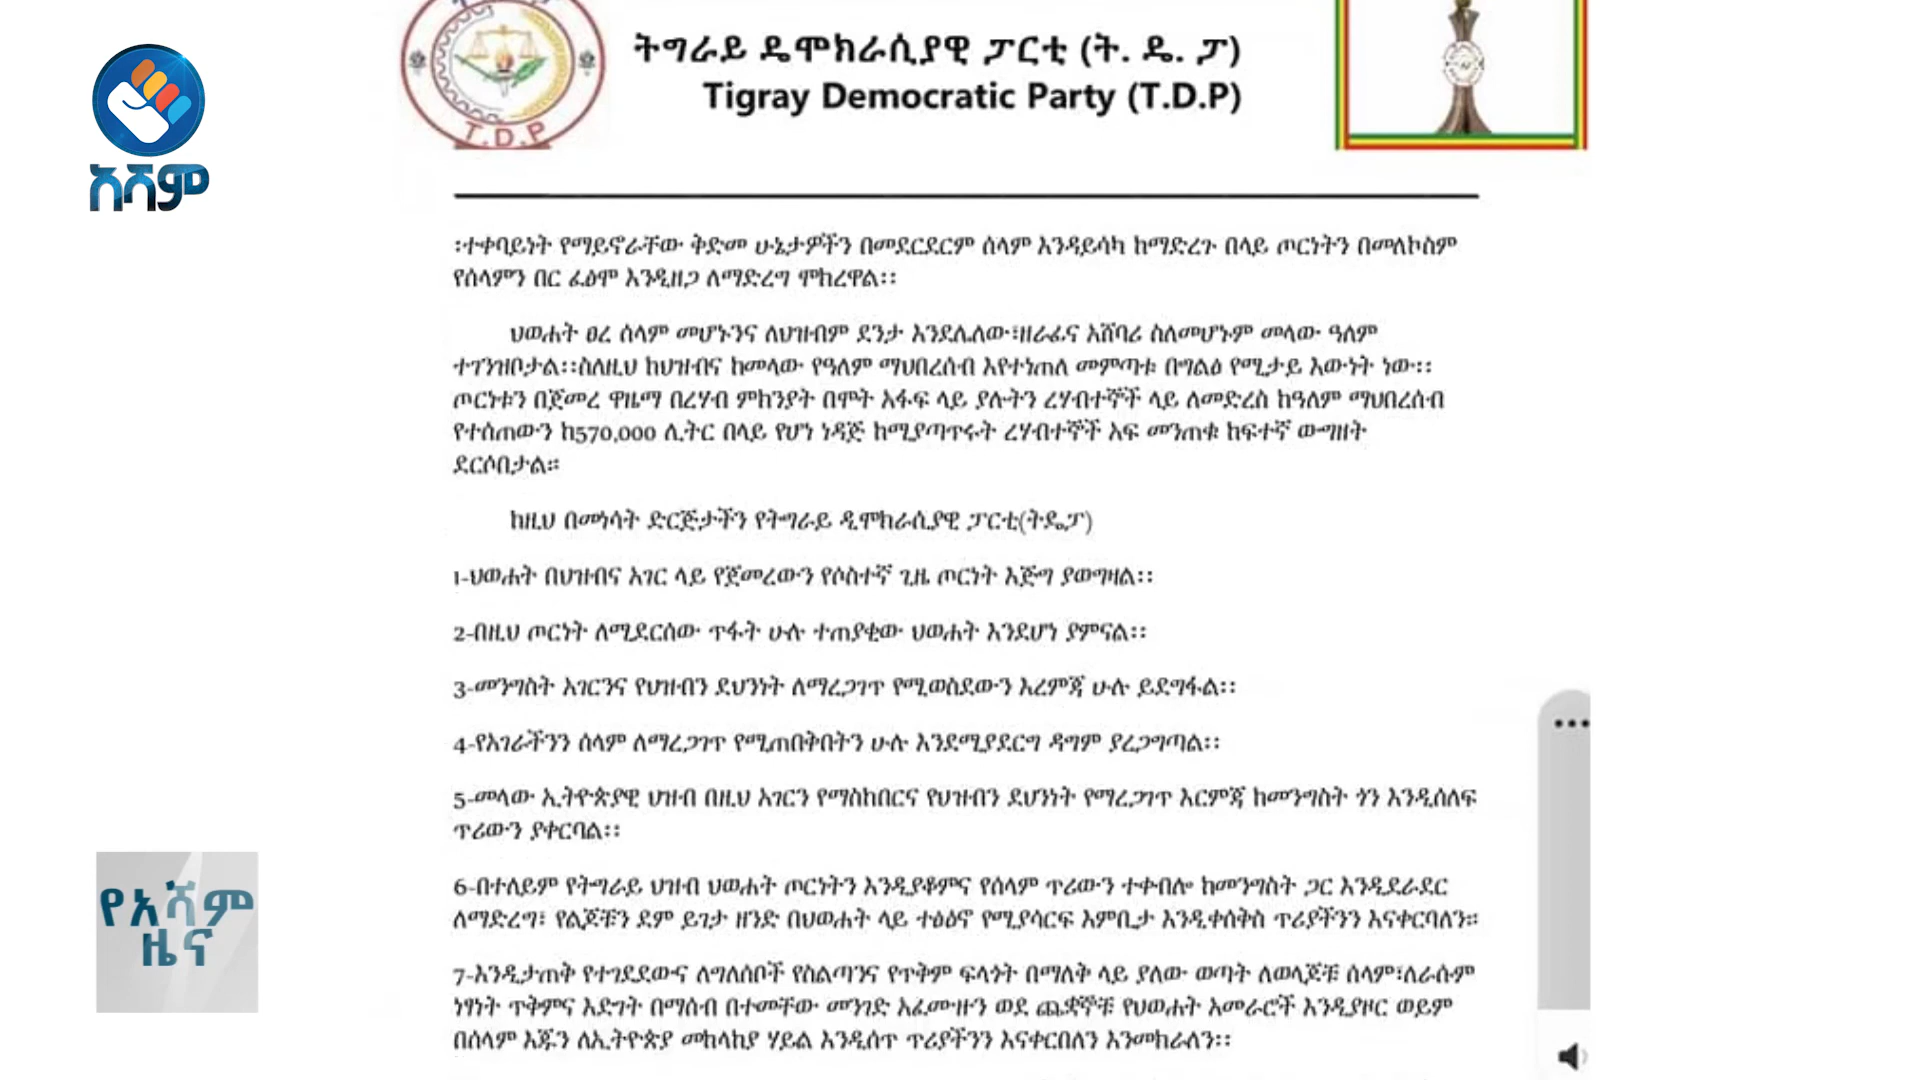 አሻም
T.D.P
ትግራይ ዴሞክራሲያዊ ፓርቲ (ት. ዴ. ፓ)
Tigray Democratic Party (T.D.P)
፡ተቀባይነት የማይኖራቸው ቅድመ ሁኔታዎችን በመደርደርም ሰላም እንዳይሳካ ከማድረጉ በላይ ጦርነትን በመለኮስም
የሰላምን በር ፈፅሞ እንዲዘጋ ለማድረግ ሞክረዋል፡፡
ህወሐት ፀረ ሰላም መሆኑንና ለህዝብም ደንታ እንደሌለው፣ዘራፊና አሸባሪ ስለመሆኑም መላው ዓለም
ተገንዝቦታል፡፡ስለዚህ ከህዝብና ከመላው የዓለም ማህበረሰብ እየተነጠለ መምጣቱ በግልፅ የሚታይ እውነት ነው፡፡
ጦርነቱን በጀመረ ዋዜማ በረሃብ ምክንያት በሞት አፋፍ ላይ ያሉትን ረሃብተኞች ላይ ለመድረስ ከዓለም ማህበረሰብ
የተሰጠውን ከ570,000 ሊትር በላይ የሆነ ነዳጅ ከሚያጣጥሩት ረሃብተኞች አፍ መንጠቁ ከፍተኛ ውግዘት
ደርሶበታል።
ከዚህ በመነሳት ድርጅታችን የትግራይ ዲሞክራሲያዊ ፓርቲ(ትዴፓ)
1-ህወሐት በህዝብና አገር ላይ የጀመረውን የሶስተኛ ጊዜ ጦርነት እጅግ ያወግዛል፡፡
2-በዚህ ጦርነት ለሚደርሰው ጥፋት ሁሉ ተጠያቂው ህወሐት እንደሆነ ያምናል፡፡
3-መንግስት አገርንና የህዝብን ደህንነት ለማረጋገጥ የሚወስደውን እረምጃ ሁሉ ይደግፋል፡፡
4-የአገራችንን ሰላም ለማረጋገጥ የሚጠበቅበትን ሁሉ እንደሚያደርግ ዳግም ያረጋግጣል፡፡
5-መላው ኢትዮጵያዊ ህዝብ በዚህ አገርን የማስከበርና የህዝብን ደህንነት የማረጋገጥ እርምጃ ከመንግስት ጎን እንዲሰለፍ
ጥሪውን ያቀርባል፡፡
6-በተለይም የትግራይ ህዝብ ህወሐት ጦርነትን እንዲያቆምና የሰላም ጥሪውን ተቀብሎ ከመንግስት ጋር እንዲደራደር
ለማድረግ፣ የልጆቹን ደም ይገታ ዘንድ በህወሐት ላይ ተፅዕኖ የሚያሳርፍ እምቢታ እንዲቀሰቅስ ጥሪያችንን እናቀርባለን።
7-እንዲታጠቅ የተገደደውና ለግለሰቦች የስልጣንና የጥቅም ፍላጎት በማለቅ ላይ ያለው ወጣት ለወላጆቹ ሰላም፣ለራሱም
ነፃነት ጥቅምና እድገት በማሰብ በተመቸው መንገድ አፈሙዙን ወደ ጨቋኞቹ የህወሐት አመራሮች እንዲያዞር ወይም
በሰላም እጁን ለኢትዮጵያ መከላከያ ሃይል እንዲሰጥ ጥሪያችንን እናቀርበለን እንመክራለን፡፡
የአሻም
ዜና